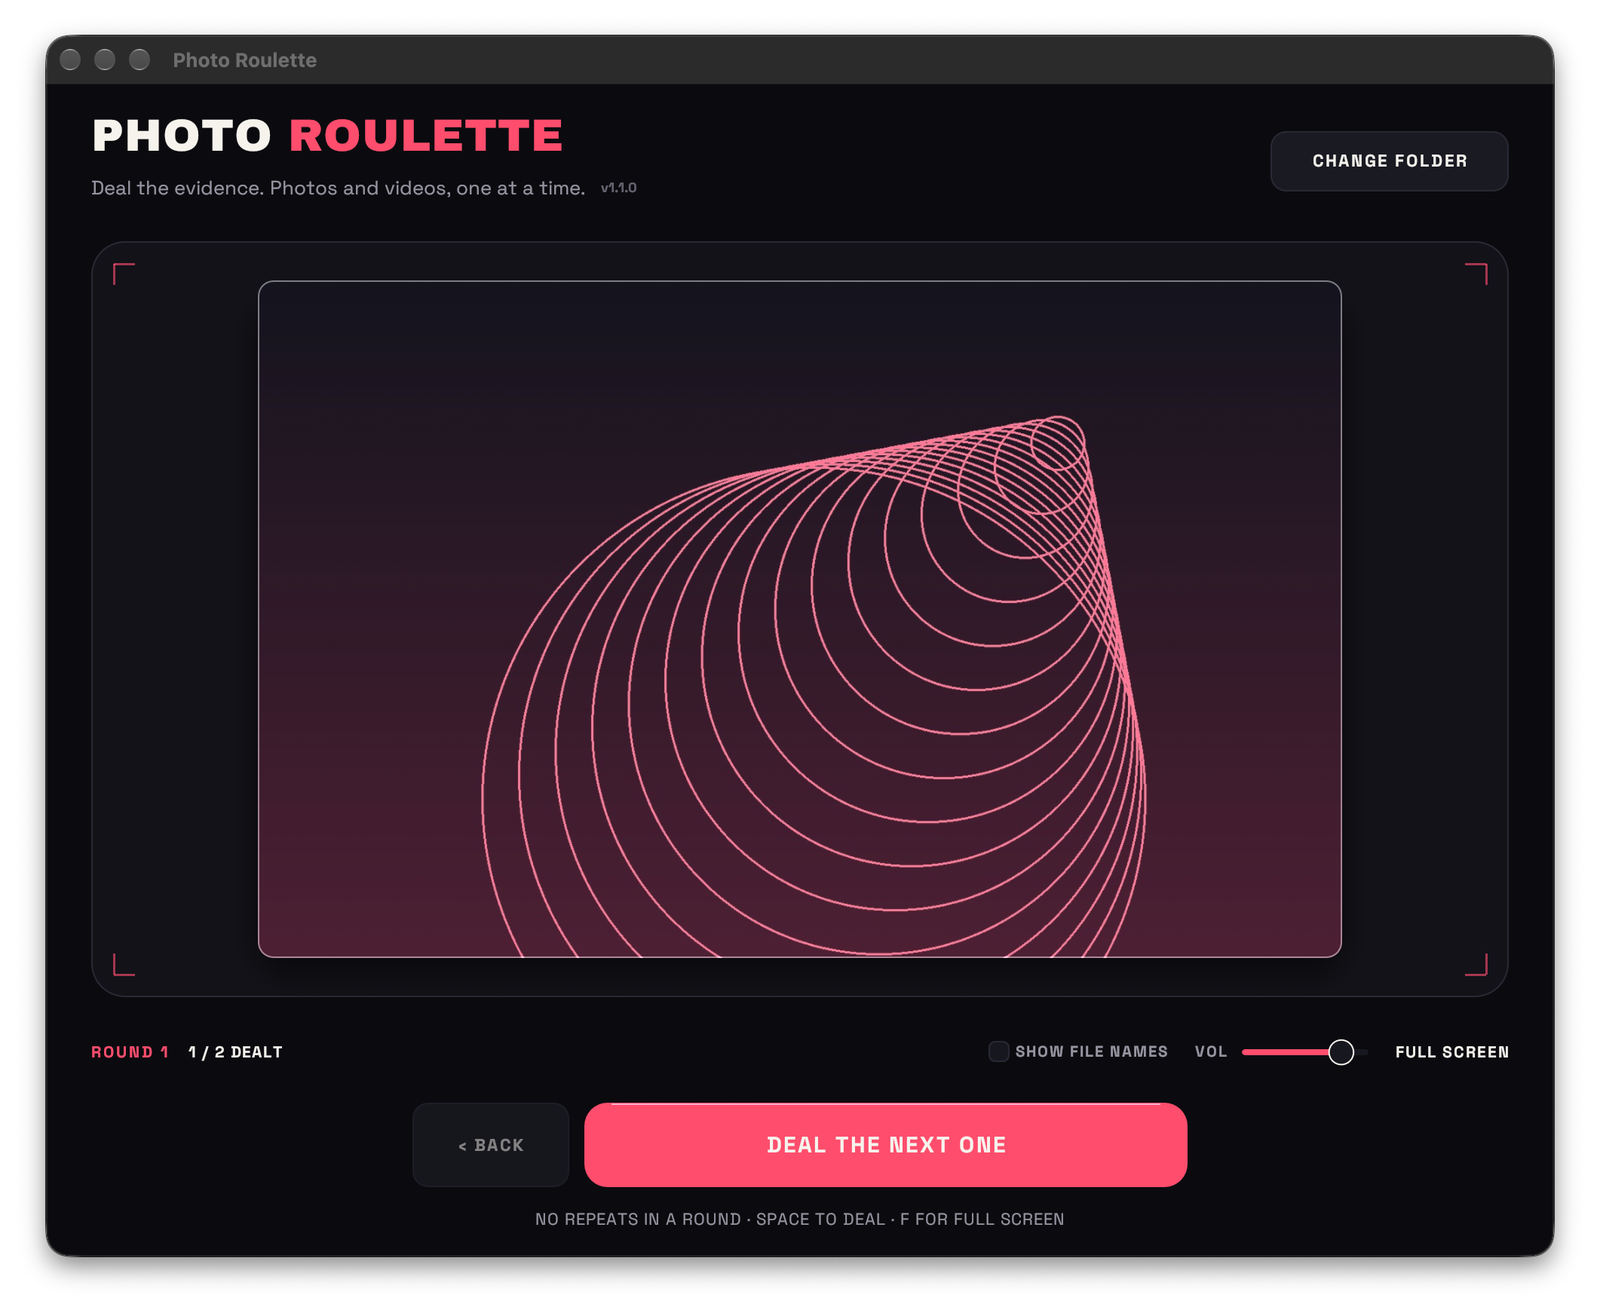 Photo Roulette
PHOTO ROULETTE
Deal the evidence. Photos and videos, one at a time. v1.1.0
CHANGE FOLDER
ROUND 1 1 / 2 DEALT
SHOW FILE NAMES VOL FULL SCREEN
< BACK
DEAL THE NEXT ONE
NO REPEATS IN A ROUND · SPACE TO DEAL · F FOR FULL SCREEN